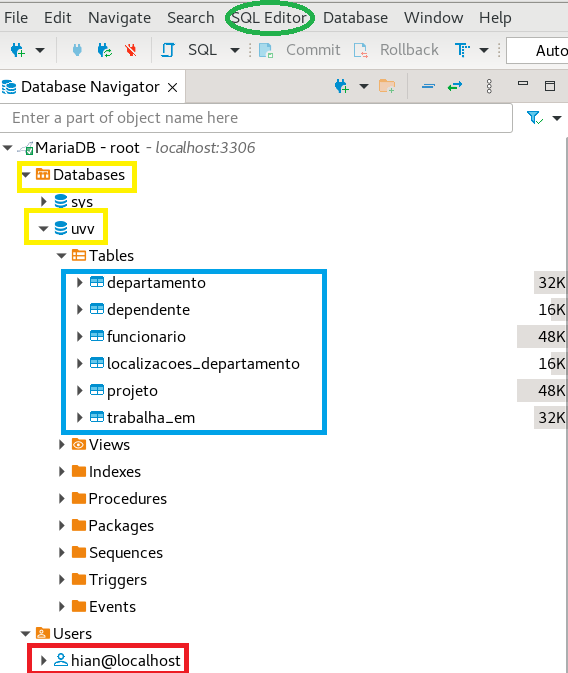 File Edit Navigate Search SQL Editor Database Window Help
SQL Commit Rollback Auto
Database Navigator
Enter a part of object name here
MariaDB - root - localhost:3306
Databases
sys
uvv
Tables
departamento 32K
dependente 16K
funcionario 48K
localizacoes_departamento 16K
projeto 48K
trabalha_em 32K
Views
Indexes
Procedures
Packages
Sequences
Triggers
Events
Users
hian@localhost